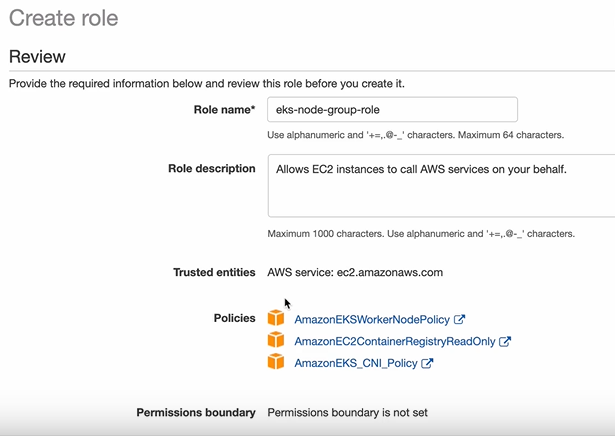 Create role
Review
Provide the required information below and review this role before you create it.
Role name* eks-node-group-role
Use alphanumeric and '+=,.@-_' characters. Maximum 64 characters.
Role description Allows EC2 instances to call AWS services on your behalf.
Maximum 1000 characters. Use alphanumeric and '+=,.@-_' characters.
Trusted entities AWS service: ec2.amazonaws.com
Policies AmazonEKSWorkerNodePolicy
AmazonEC2ContainerRegistryReadOnly
AmazonEKS_CNI_Policy
Permissions boundary Permissions boundary is not set